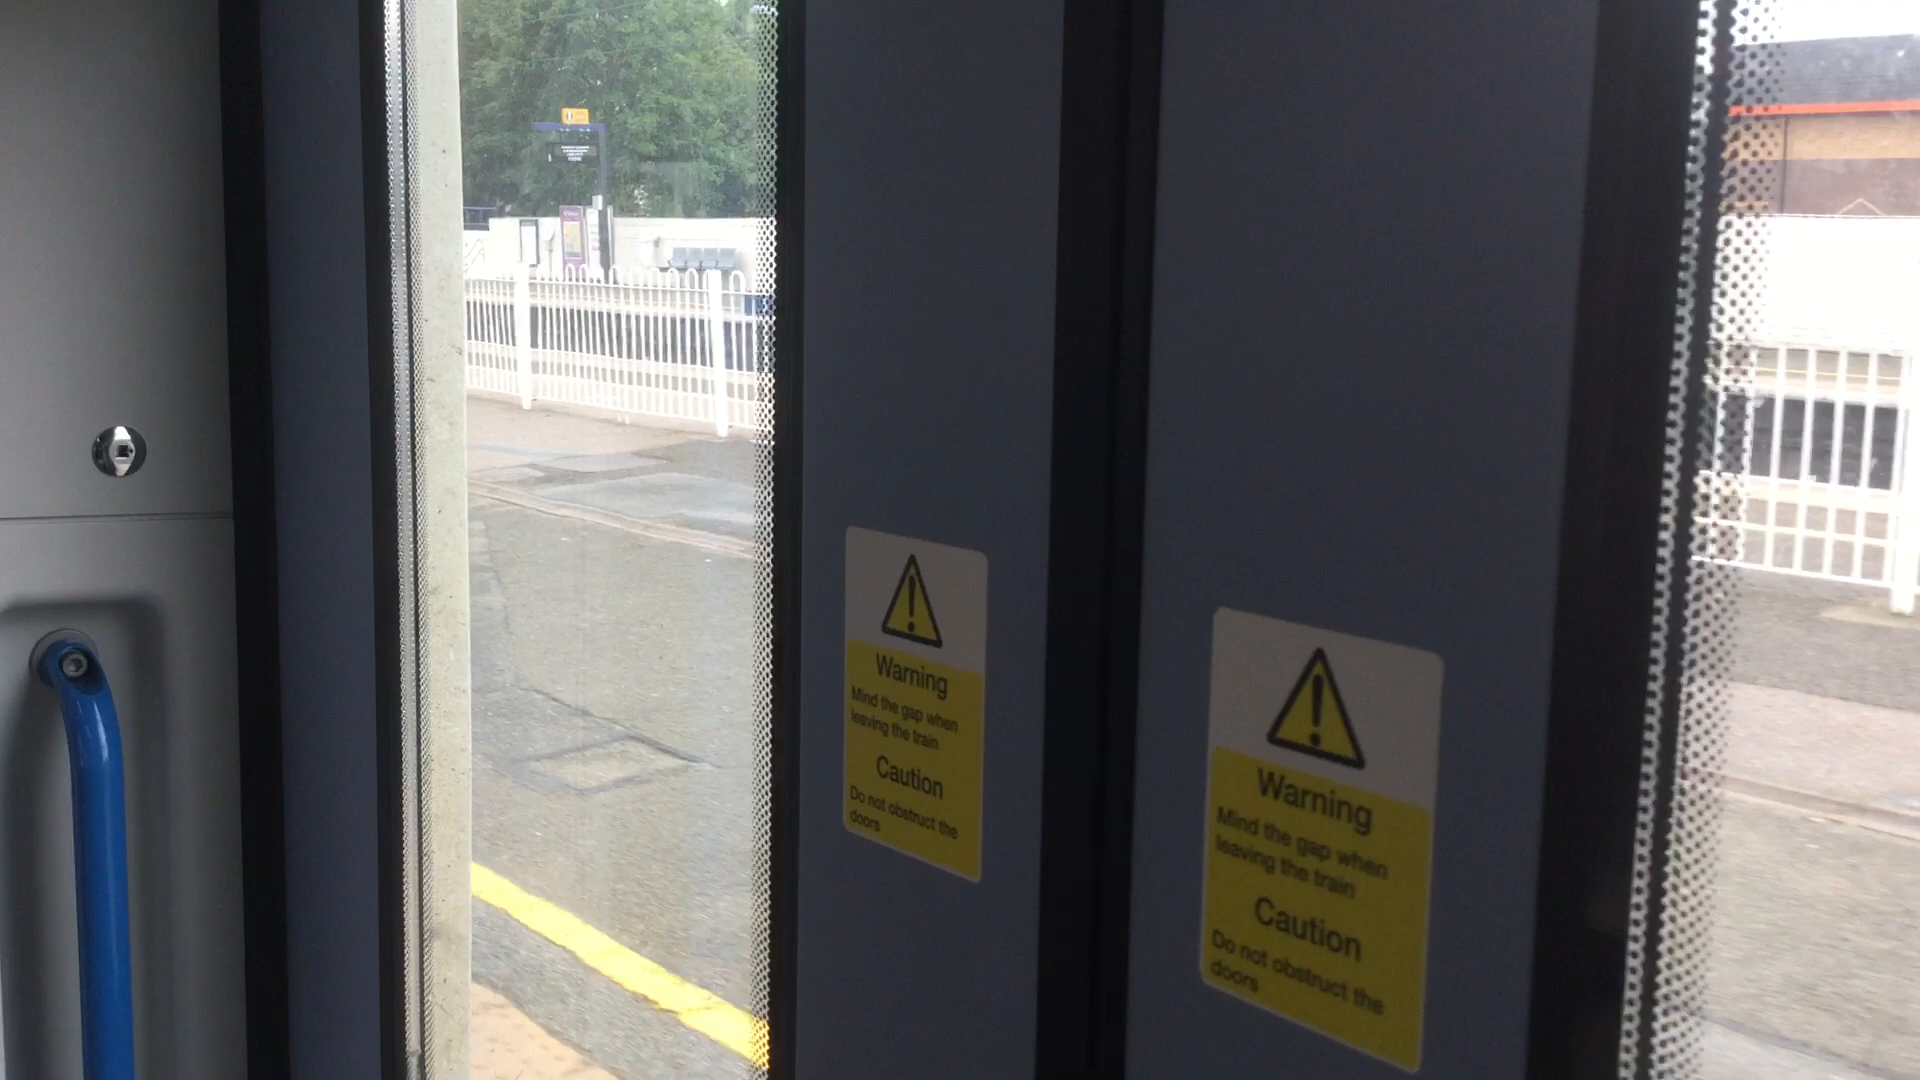 Warning
Mind the gap when
leaving the train
Caution
Do not obstruct the
doors
Warning
Mind the gap when
leaving the train
Caution
Do not obstruct the
doors